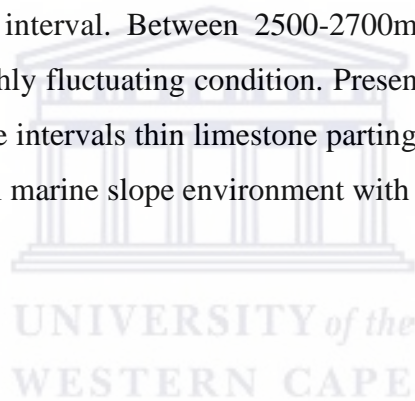 interval. Between 2500-2700m
hly fluctuating condition. Presen
e intervals thin limestone parting
marine slope environment with
UNIVERSITY of the
WESTERN CAPE